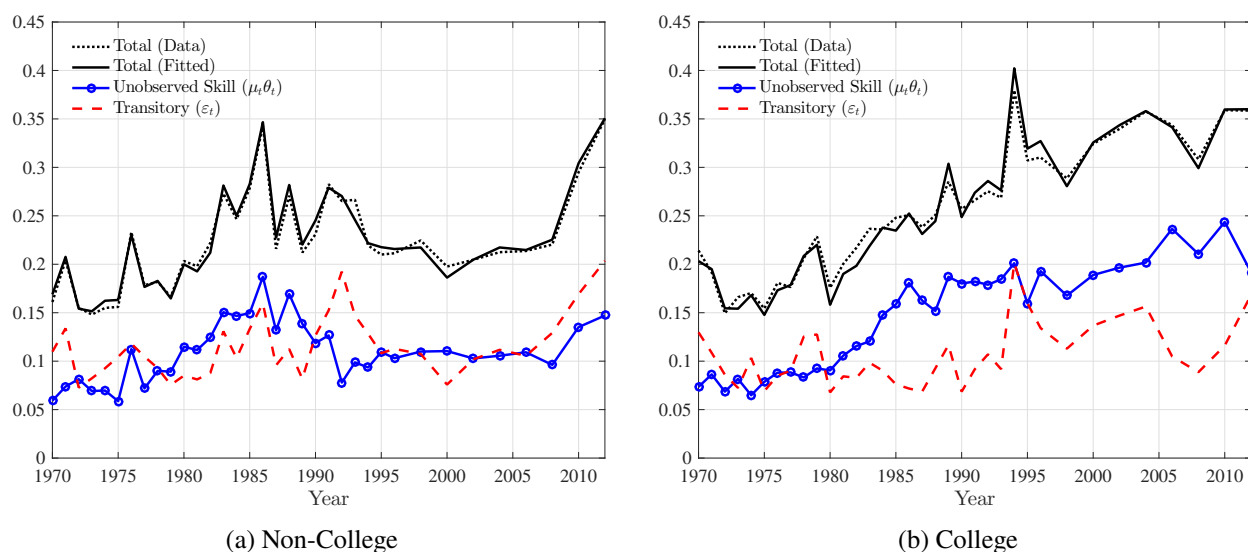 0.45
0.4
0.35
0.3
0.25
0.2
0.15
0.1
0.05
0
Total (Data)
Total (Fitted)
Unobserved Skill (μtθt)
Transitory (εt)
1970 1975 1980 1985 1990 1995 2000 2005 2010
Year
(a) Non-College
0.45
0.4
0.35
0.3
0.25
0.2
0.15
0.1
0.05
0
Total (Data)
Total (Fitted)
Unobserved Skill (μtθt)
Transitory (εt)
1970 1975 1980 1985 1990 1995 2000 2005 2010
Year
(b) College